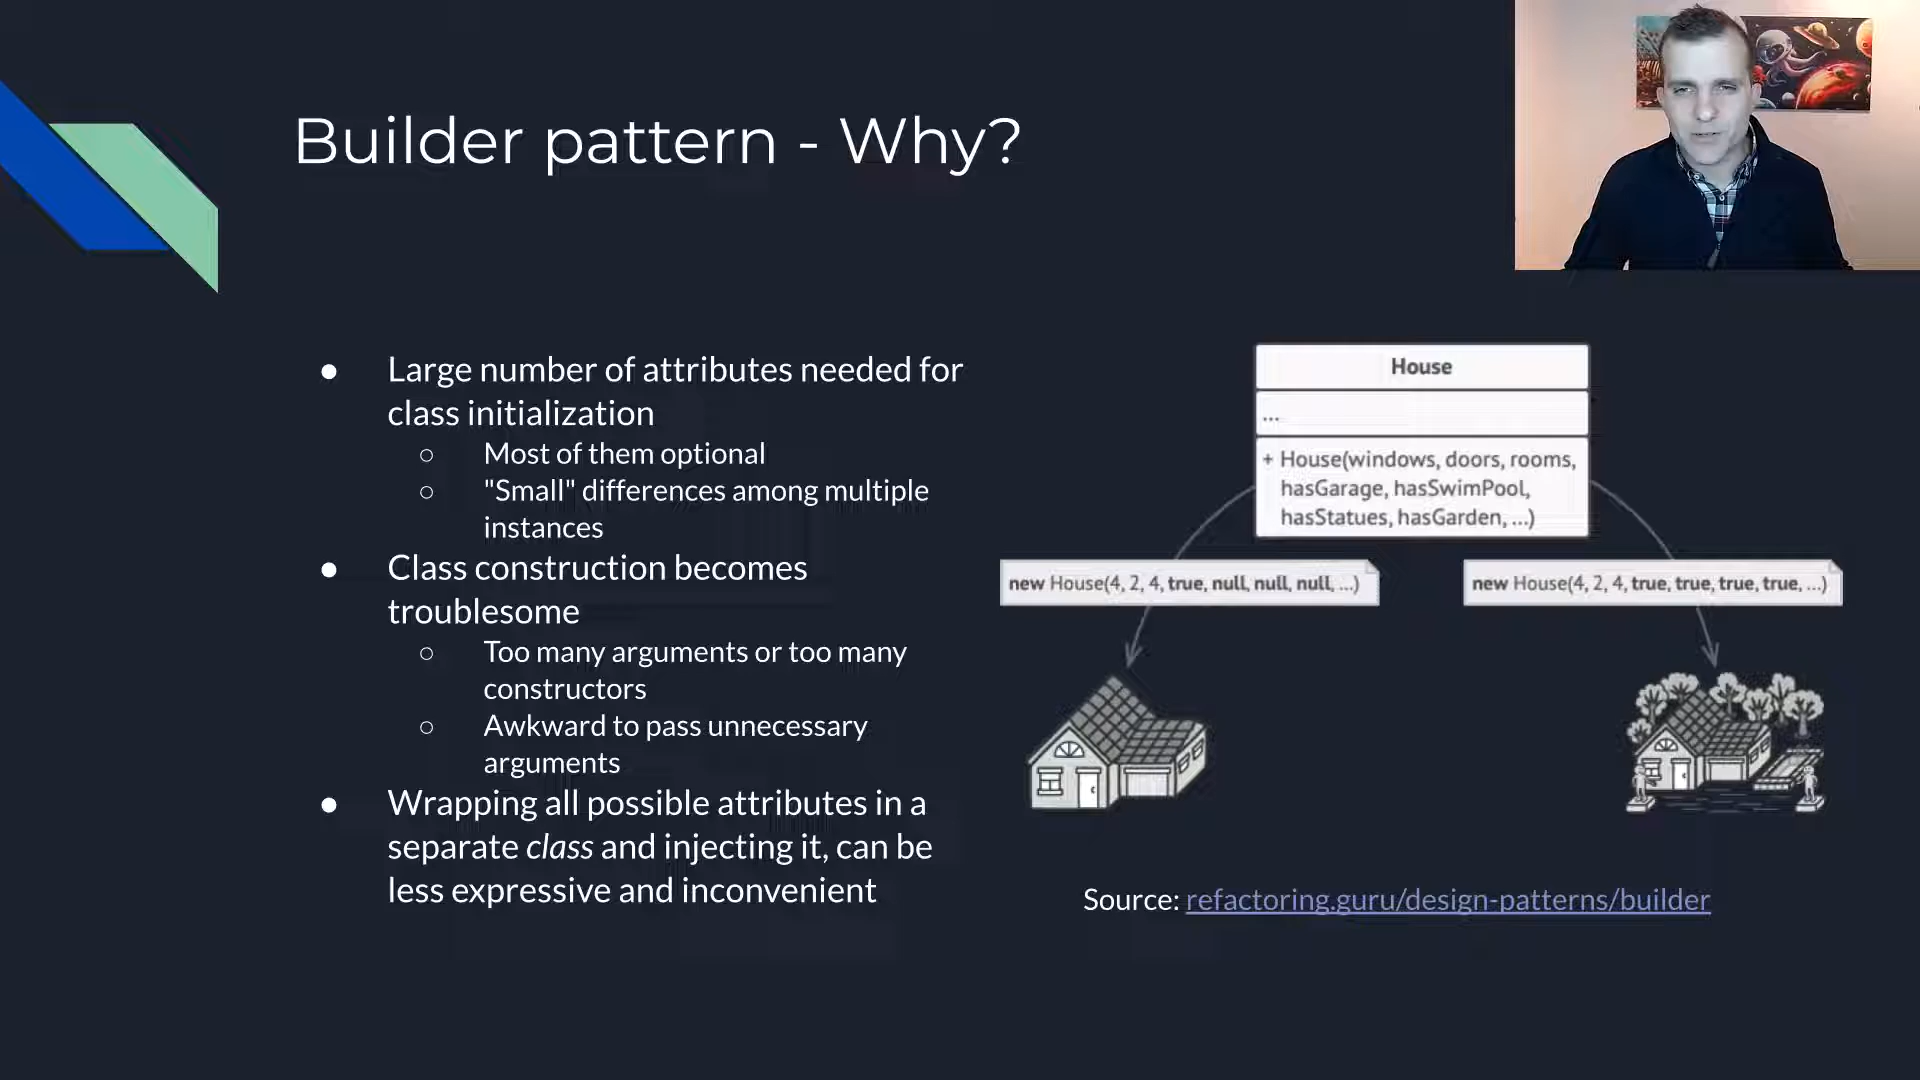 Builder pattern - Why?
● Large number of attributes needed for
class initialization
○ Most of them optional
○ "Small" differences among multiple
instances
● Class construction becomes
troublesome
○ Too many arguments or too many
constructors
○ Awkward to pass unnecessary
arguments
● Wrapping all possible attributes in a
separate class and injecting it, can be
less expressive and inconvenient
House
...
+ House(windows, doors, rooms,
hasGarage, hasSwimPool,
hasStatues, hasGarden, ...)
new House(4, 2, 4, true, null, null, null, ...)
new House(4, 2, 4, true, true, true, true, ...)
Source: refactoring.guru/design-patterns/builder